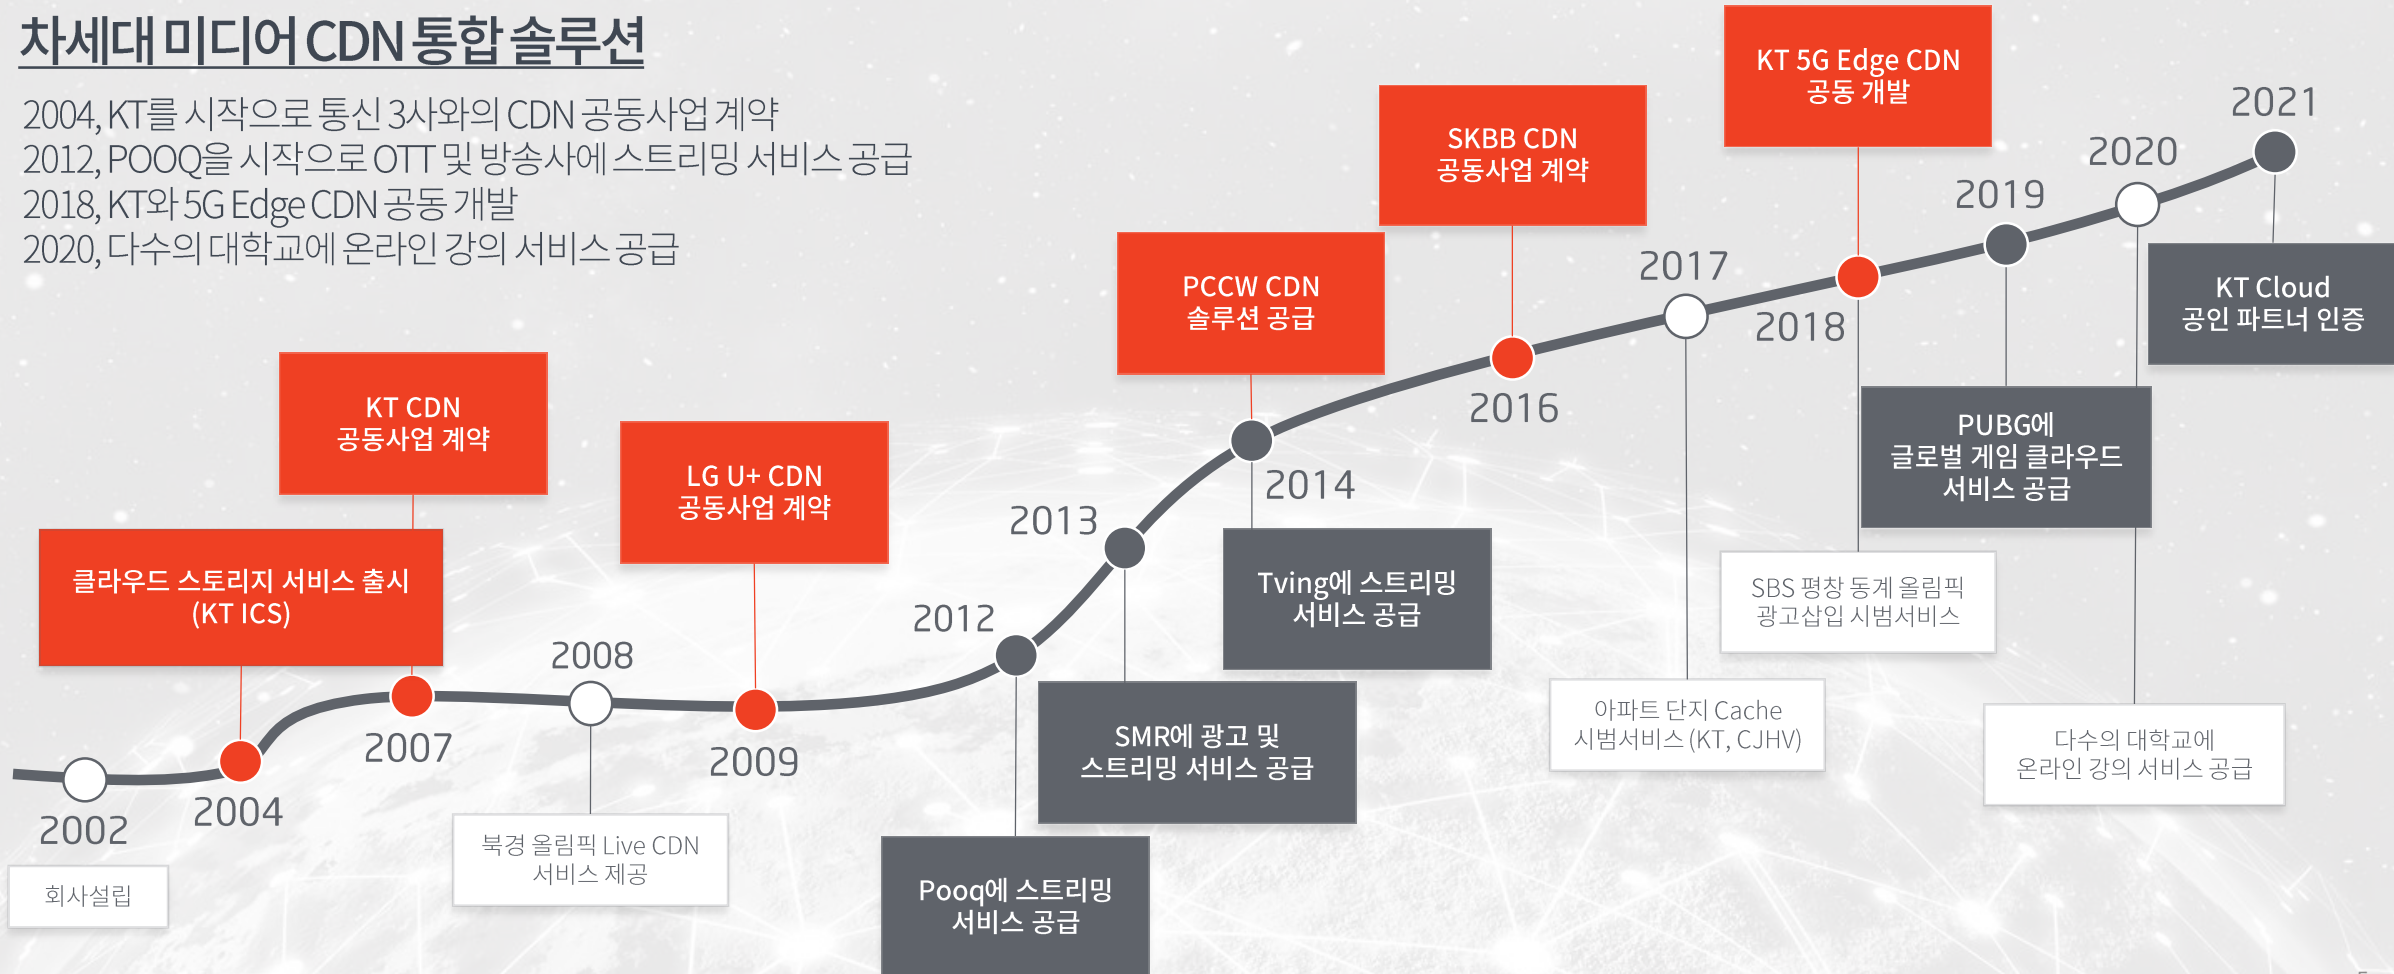 차세대 미디어 CDN 통합 솔루션
2004, KT를 시작으로 통신 3사와의 CDN 공동사업 계약
2012, POOQ을 시작으로 OTT 및 방송사에 스트리밍 서비스 공급
2018, KT와 5G Edge CDN 공동 개발
2020, 다수의 대학교에 온라인 강의 서비스 공급
2002
회사설립
클라우드 스토리지 서비스 출시
(KT ICS)
2004
KT CDN
공동사업 계약
2007
2008
북경 올림픽 Live CDN
서비스 제공
LG U+ CDN
공동사업 계약
2009
2012
Pooq에 스트리밍
서비스 공급
2013
SMR에 광고 및
스트리밍 서비스 공급
PCCW CDN
솔루션 공급
2014
Tving에 스트리밍
서비스 공급
SKBB CDN
공동사업 계약
2016
2017
아파트 단지 Cache
시범서비스 (KT, CJHV)
KT 5G Edge CDN
공동 개발
2018
SBS 평창 동계 올림픽
광고삽입 시범서비스
2019
PUBG에
글로벌 게임 클라우드
서비스 공급
2020
다수의 대학교에
온라인 강의 서비스 공급
2021
KT Cloud
공인 파트너 인증